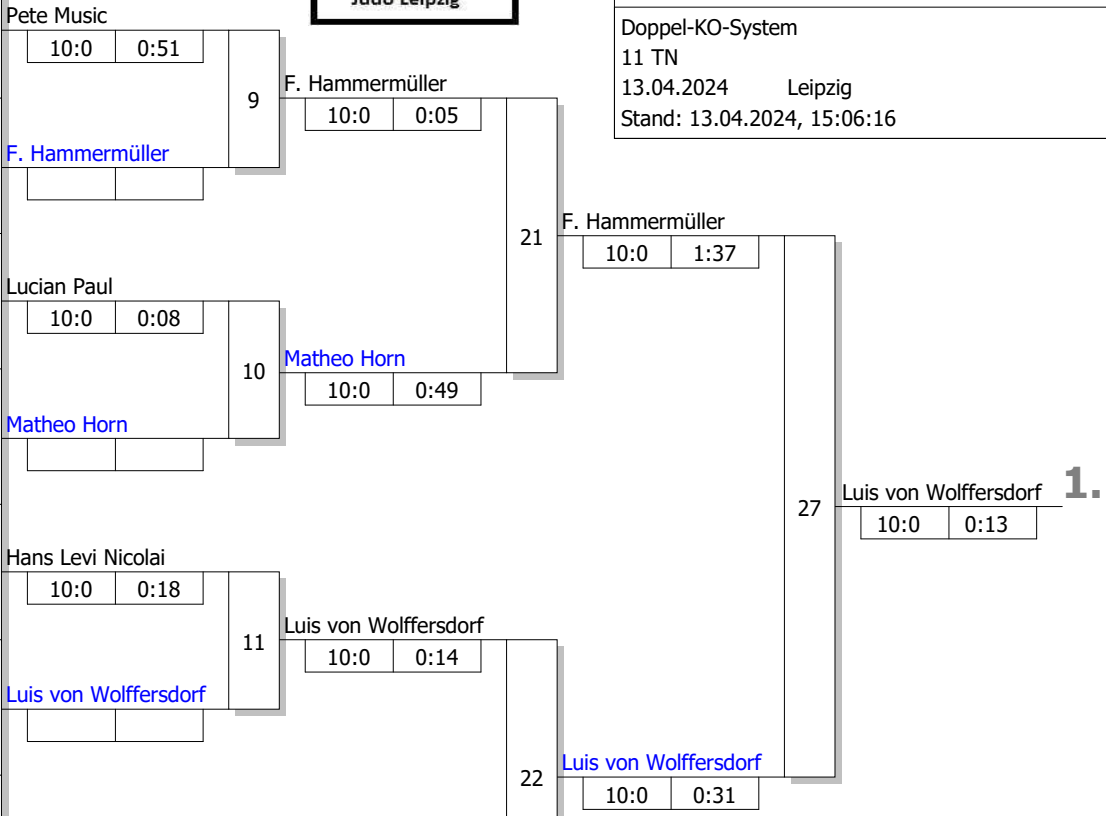 Judo Leipzig
Doppel-KO-System
11 TN
13.04.2024 Leipzig
Stand: 13.04.2024, 15:06:16
Pete Music
10:0 0:51
9
F. Hammermüller
F. Hammermüller
10:0 0:05
21
Lucian Paul
10:0 0:08
10
Matheo Horn
Matheo Horn
10:0 0:49
F. Hammermüller
10:0 1:37
27
Luis von Wolffersdorf 1.
10:0 0:13
Hans Levi Nicolai
10:0 0:18
11
Luis von Wolffersdorf
Luis von Wolffersdorf
10:0 0:14
22
Luis von Wolffersdorf
10:0 0:31